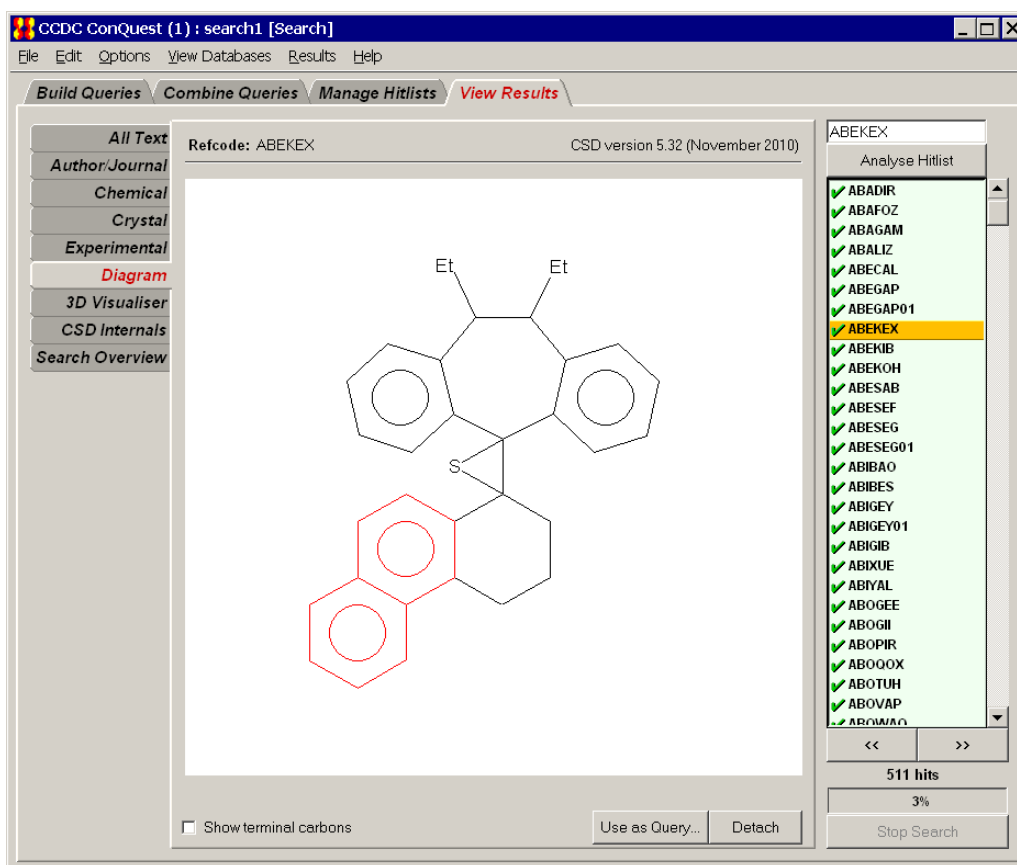 CCDC ConQuest (1) : search1 [Search]
File Edit Options View Databases Results Help
Build Queries Combine Queries Manage Hitlists View Results
All Text
Author/Journal
Chemical
Crystal
Experimental
Diagram
3D Visualiser
CSD Internals
Search Overview
Refcode: ABEKEX CSD version 5.32 (November 2010)
Et Et
S
Show terminal carbons
Use as Query... Detach
ABEKEX
Analyse Hitlist
ABADIR
ABAFOZ
ABAGAM
ABALIZ
ABECAL
ABEGAP
ABEGAP01
ABEKEX
ABEKIB
ABEKOH
ABESAB
ABESEF
ABESEG
ABESEG01
ABIBAO
ABIBES
ABIGEY
ABIGEY01
ABIGIB
ABIXUE
ABIYAL
ABOGEE
ABOGII
ABOPIR
ABOQOX
ABOTUH
ABOVAP
<< >>
511 hits
3%
Stop Search